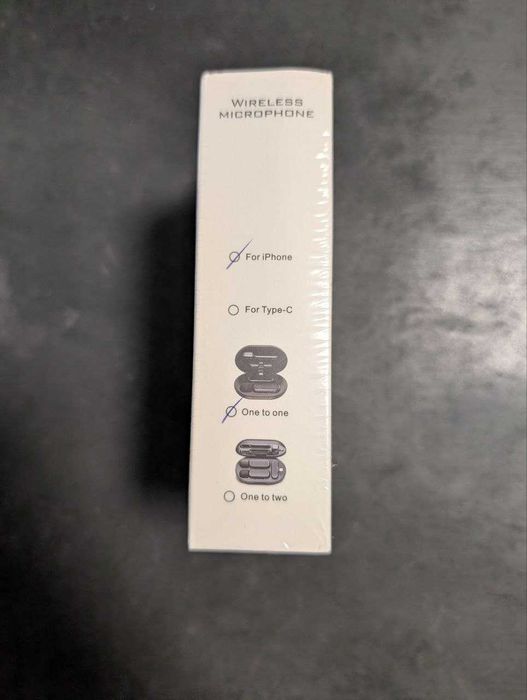 WIRELESS
MICROPHONE
For iPhone
For Type-C
One to one
One to two